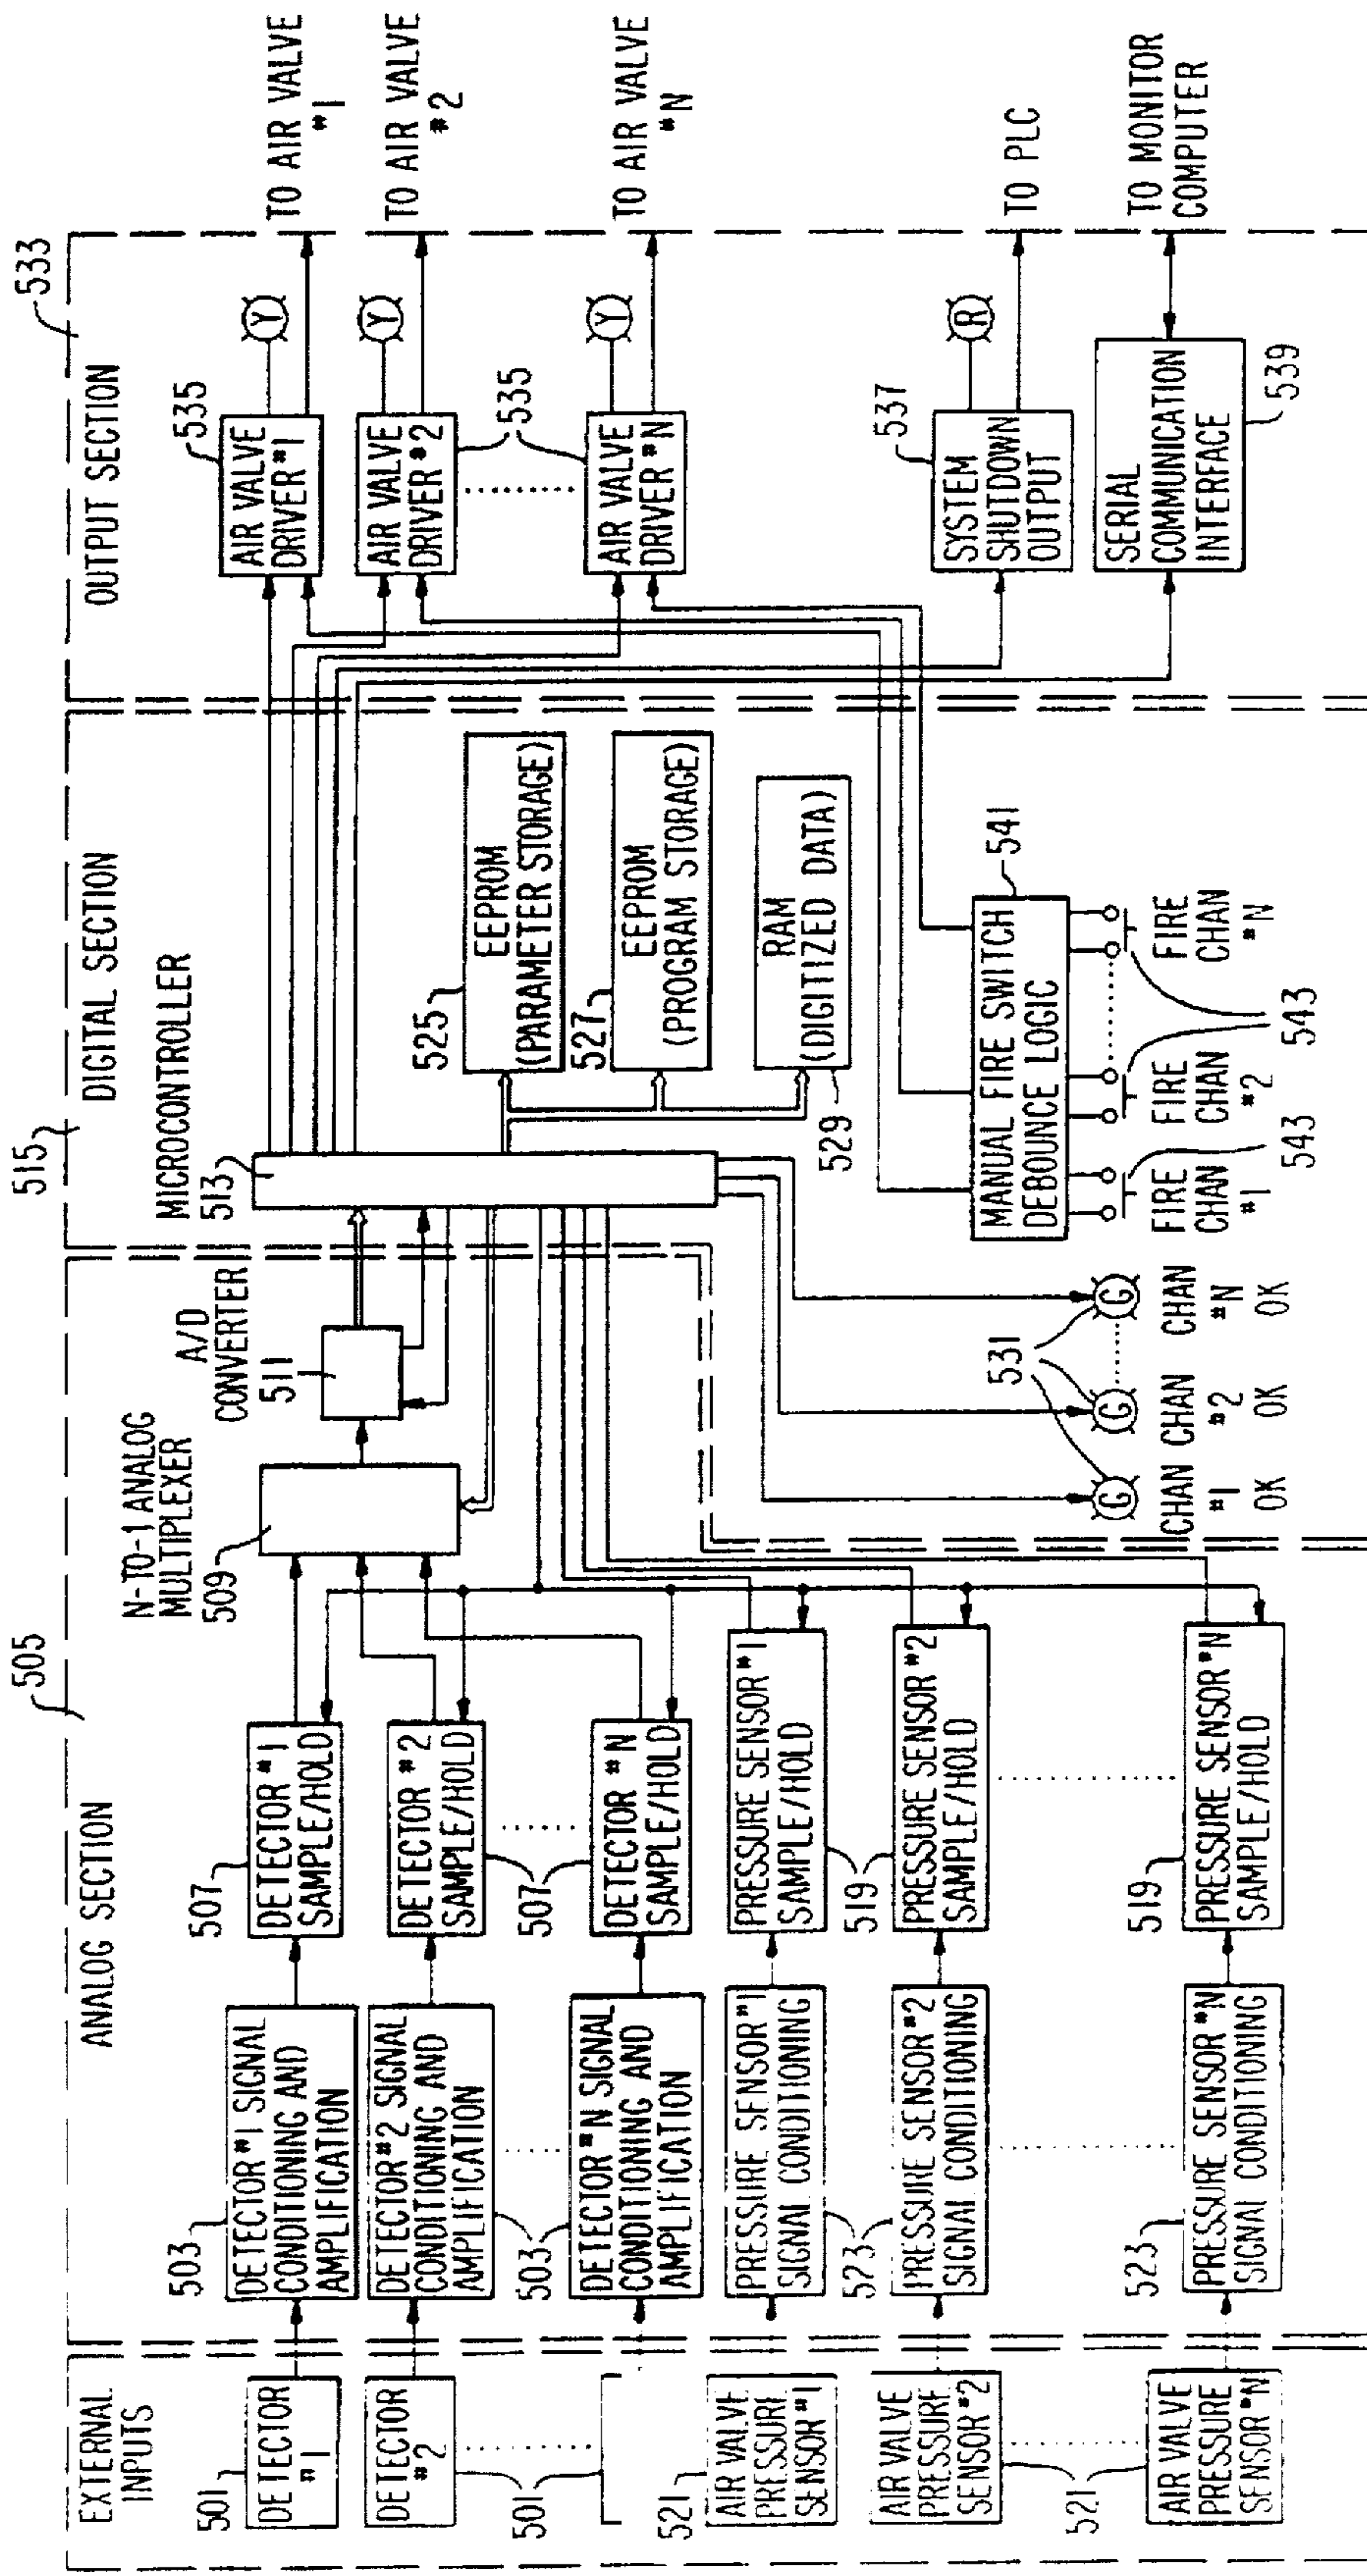 EXTERNAL
INPUTS
501
DETECTOR
#1
DETECTOR
#2
501
521
AIR VALVE
PRESSURE
SENSOR #1
AIR VALVE
PRESSURE
SENSOR #2
521
AIR VALVE
PRESSURE
SENSOR #N
505
ANALOG SECTION
503
DETECTOR #1 SIGNAL
CONDITIONING AND
AMPLIFICATION
DETECTOR #2 SIGNAL
CONDITIONING AND
AMPLIFICATION
503
DETECTOR #N SIGNAL
CONDITIONING AND
AMPLIFICATION
PRESSURE SENSOR #1
SIGNAL CONDITIONING
523
PRESSURE SENSOR #2
SIGNAL CONDITIONING
523
PRESSURE SENSOR #N
SIGNAL CONDITIONING
507
DETECTOR #1
SAMPLE/HOLD
DETECTOR #2
SAMPLE/HOLD
507
DETECTOR #N
SAMPLE/HOLD
PRESSURE SENSOR #1
SAMPLE/HOLD
519
PRESSURE SENSOR #2
SAMPLE/HOLD
519
PRESSURE SENSOR #N
SAMPLE/HOLD
N-TO-1 ANALOG
MULTIPLEXER
509
A/D
CONVERTER
511
515
DIGITAL SECTION
MICROCONTROLLER
513
525
EEPROM
(PARAMETER STORAGE)
527
EEPROM
(PROGRAM STORAGE)
RAM
(DIGITIZED DATA)
529
531
G
G
G
CHAN
#1
OK
CHAN
#2
OK
CHAN
#N
OK
MANUAL FIRE SWITCH
DEBOUNCE LOGIC
541
FIRE
CHAN
#1
FIRE
CHAN
#2
FIRE
CHAN
#N
543
543
533
OUTPUT SECTION
535
AIR VALVE
DRIVER #1
Y
TO AIR VALVE
#1
AIR VALVE
DRIVER #2
Y
TO AIR VALVE
#2
535
AIR VALVE
DRIVER #N
Y
TO AIR VALVE
#N
537
SYSTEM
SHUTDOWN
OUTPUT
R
TO PLC
SERIAL
COMMUNICATION
INTERFACE
539
TO MONITOR
COMPUTER